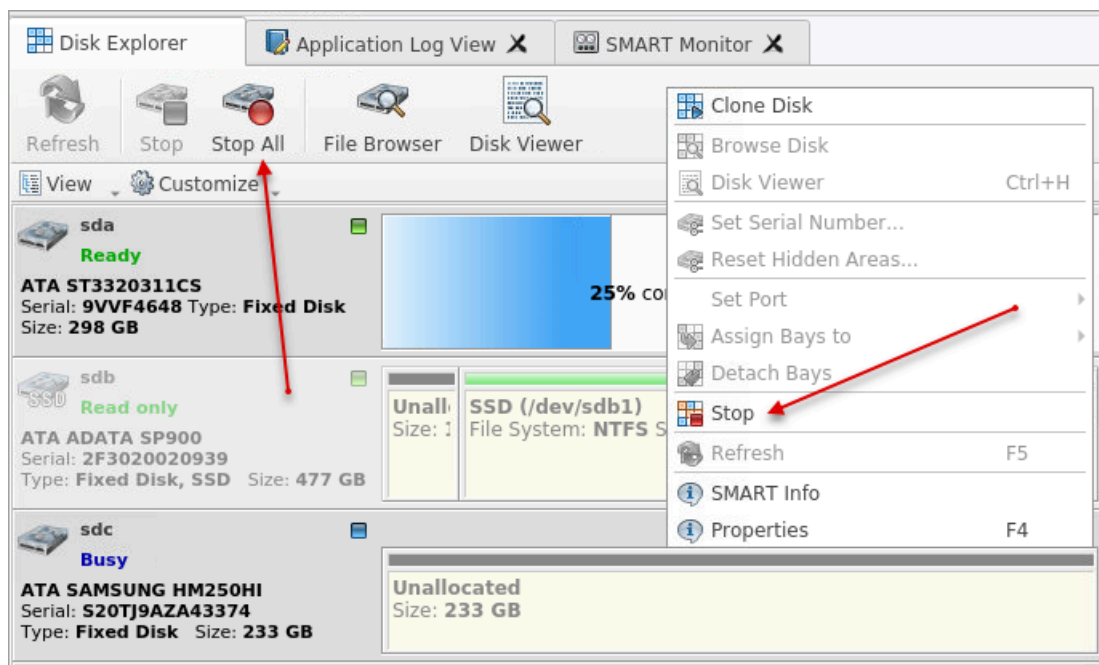 Disk Explorer
Application Log View X
SMART Monitor X
Refresh
Stop
Stop All
File Browser
Disk Viewer
View
Customize
sda
Ready
ATA ST3320311CS
Serial: 9VVF4648 Type: Fixed Disk
Size: 298 GB
25%
sdb
SSD
Read only
ATA ADATA SP900
Serial: 2F3020020939
Type: Fixed Disk, SSD Size: 477 GB
Size:
SSD (/dev/sdb1)
File System: NTFS
sdc
Busy
ATA SAMSUNG HM250HI
Serial: S20TJ9AZA43374
Type: Fixed Disk Size: 233 GB
Unallocated
Size: 233 GB
Clone Disk
Browse Disk
Disk Viewer Ctrl+H
Set Serial Number...
Reset Hidden Areas...
Set Port
Assign Bays to
Detach Bays
Stop
Refresh F5
SMART Info
Properties F4